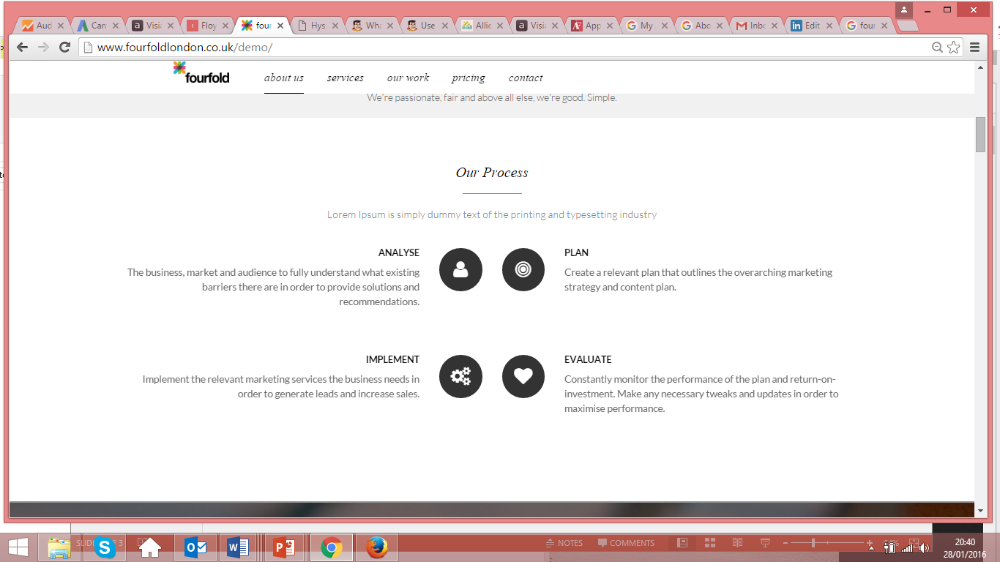 Aud
Cam
Visia
Floy
four
Hys
Wha
Use
Allie
Visia
App
My
Abo
Inbo
Edit
four
www.fourfoldlondon.co.uk/demo/
fourfold
about us
services
our work
pricing
contact
We're passionate, fair and above all else, we're good. Simple.
Our Process
Lorem Ipsum is simply dummy text of the printing and typesetting industry
ANALYSE
The business, market and audience to fully understand what existing
barriers there are in order to provide solutions and
recommendations.
PLAN
Create a relevant plan that outlines the overarching marketing
strategy and content plan.
IMPLEMENT
Implement the relevant marketing services the business needs in
order to generate leads and increase sales.
EVALUATE
Constantly monitor the performance of the plan and return-on-
investment. Make any necessary tweaks and updates in order to
maximise performance.
NOTES
COMMENTS
20:40
28/01/2016